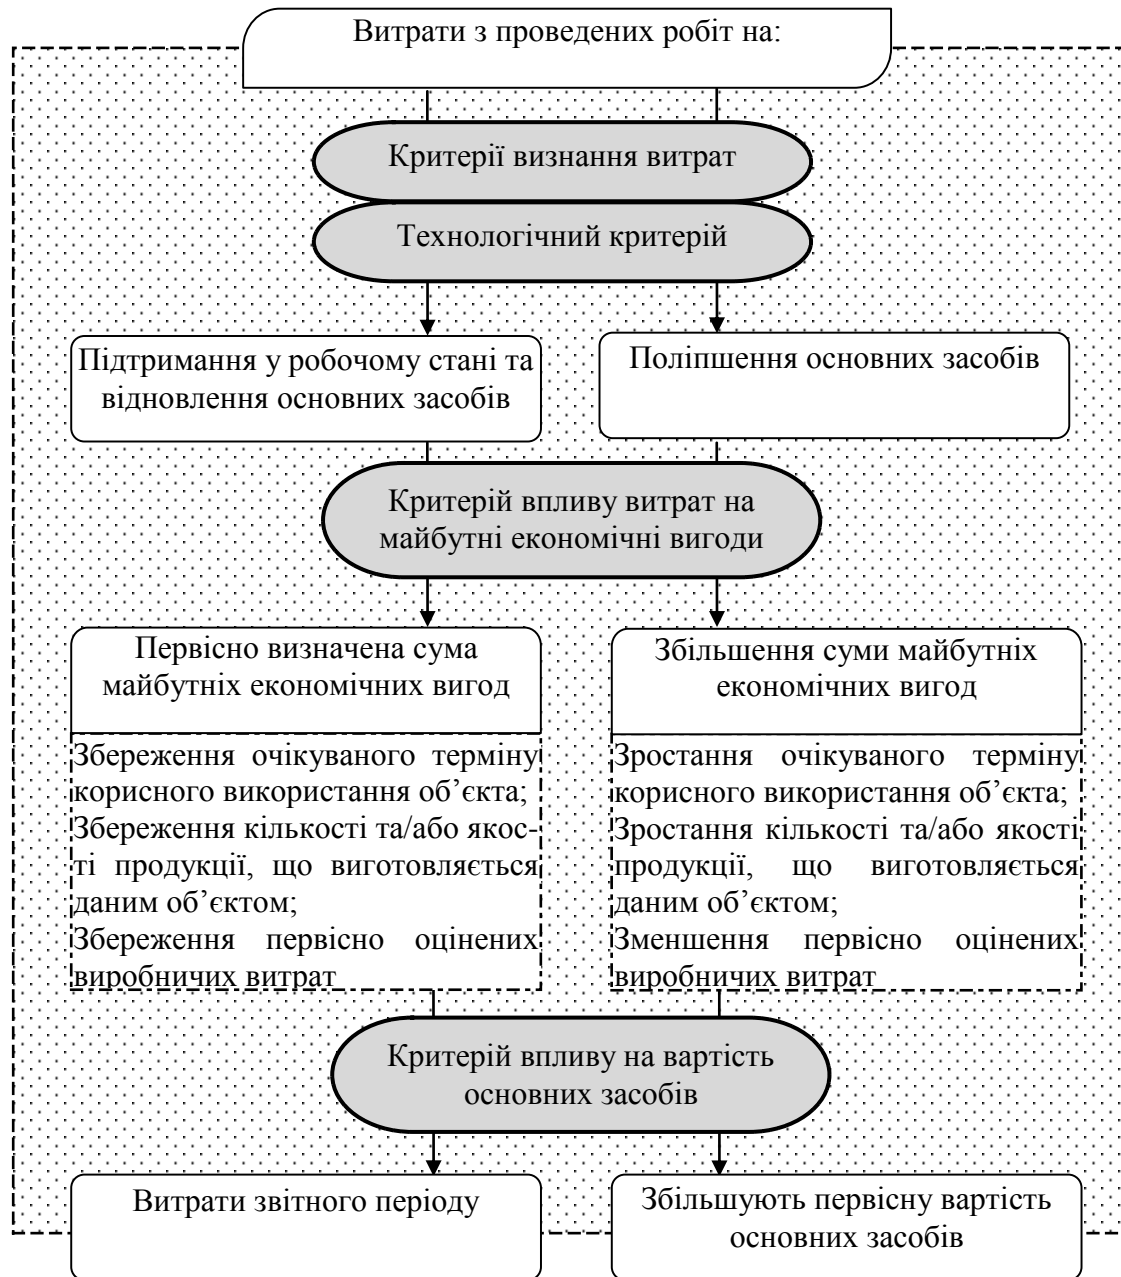 Витрати з проведених робіт на:
Критерії визнання витрат
Технологічний критерій
Підтримання у робочому стані та
відновлення основних засобів
Поліпшення основних засобів
Критерій впливу витрат на
майбутні економічні вигоди
Первісно визначена сума
майбутніх економічних вигод
Збереження очікуваного терміну
корисного використання об’єкта;
Збереження кількості та/або якос-
ті продукції, що виготовляється
даним об’єктом;
Збереження первісно оцінених
виробничих витрат
Збільшення суми майбутніх
економічних вигод
Зростання очікуваного терміну
корисного використання об’єкта;
Зростання кількості та/або якості
продукції, що виготовляється
даним об’єктом;
Зменшення первісно оцінених
виробничих витрат
Критерій впливу на вартість
основних засобів
Витрати звітного періоду
Збільшують первісну вартість
основних засобів